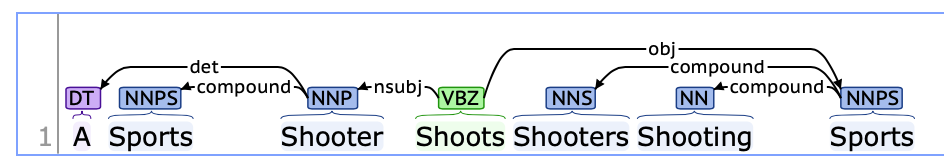 obj
det compound
compound nsubj compound
DT NNPS NNP VBZ NNS NN NNPS
1 A Sports Shooter Shoots Shooters Shooting Sports